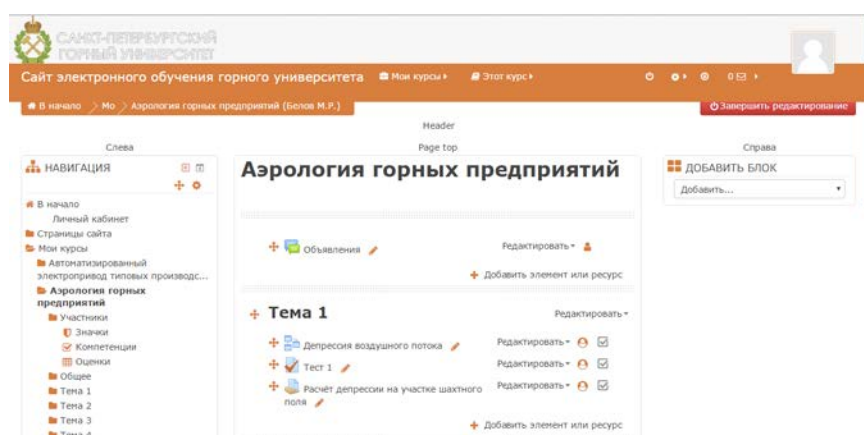 САНКТ-ПЕТЕРБУРГСКИЙ
ГОРНЫЙ УНИВЕРСИТЕТ
Сайт электронного обучения горного университета Мои курсы Этот курс 0
В начало Мо Аэрология горных предприятий (Белов М.Р.) Завершить редактирование
Header
Слева Page top Справа
НАВИГАЦИЯ
В начало
Личный кабинет
Страницы сайта
Мои курсы
Автоматизированный
электропривод типовых производс...
Аэрология горных
предприятий
Участники
Значки
Компетенции
Оценки
Общее
Тема 1
Тема 2
Тема 3
Тема 4
Аэрология горных предприятий
Объявления Редактировать
Добавить элемент или ресурс
Тема 1 Редактировать
Депрессия воздушного потока Редактировать
Тест 1 Редактировать
Расчёт депрессии на участке шахтного Редактировать
поля
Добавить элемент или ресурс
ДОБАВИТЬ БЛОК
Добавить...